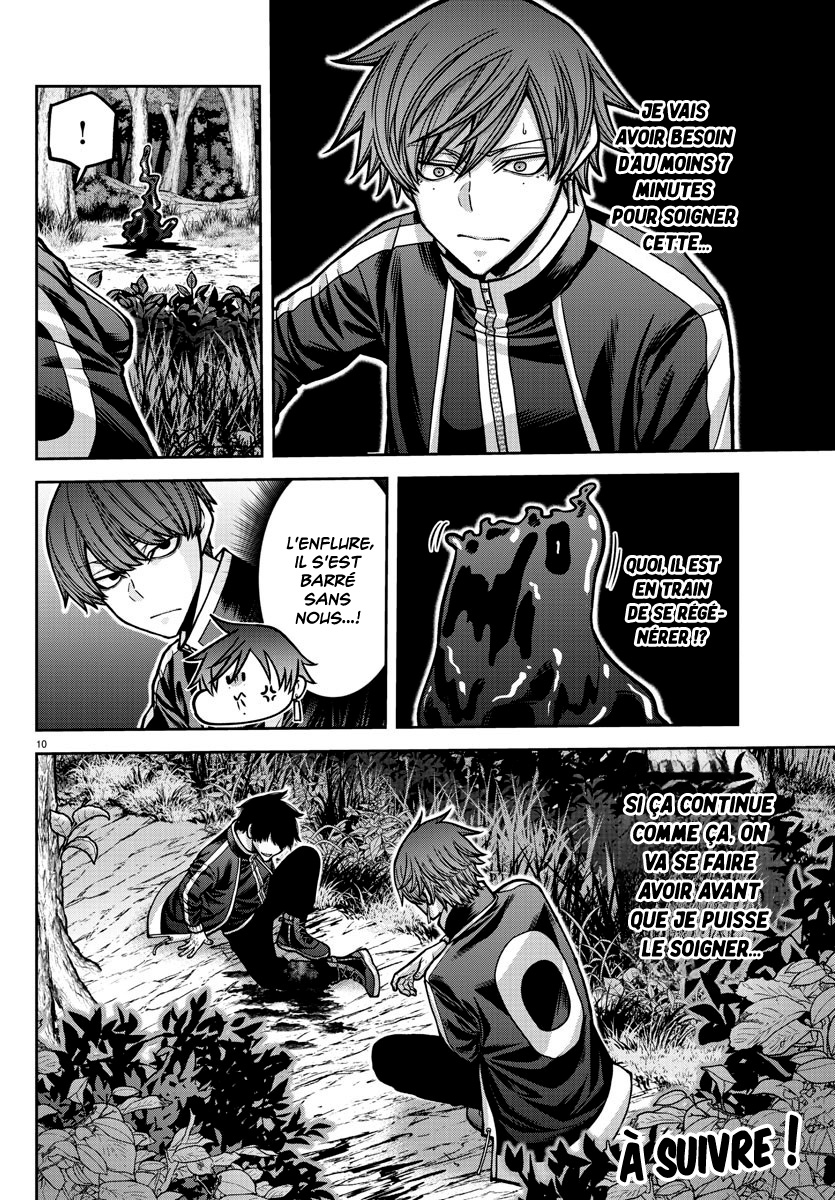 JE VAIS
AVOIR BESOIN
D'AU MOINS 7
MINUTES
POUR SOIGNER
CETTE...
!
QUOI, IL EST
EN TRAIN
DE SE RÉGÉ-
NÉRER !?
L'ENFLURE,
IL S'EST
BARRÉ
SANS
NOUS...!
10
SI ÇA CONTINUE
COMME ÇA, ON
VA SE FAIRE
AVOIR AVANT
QUE JE PUISSE
LE SOIGNER...
À SUIVRE !